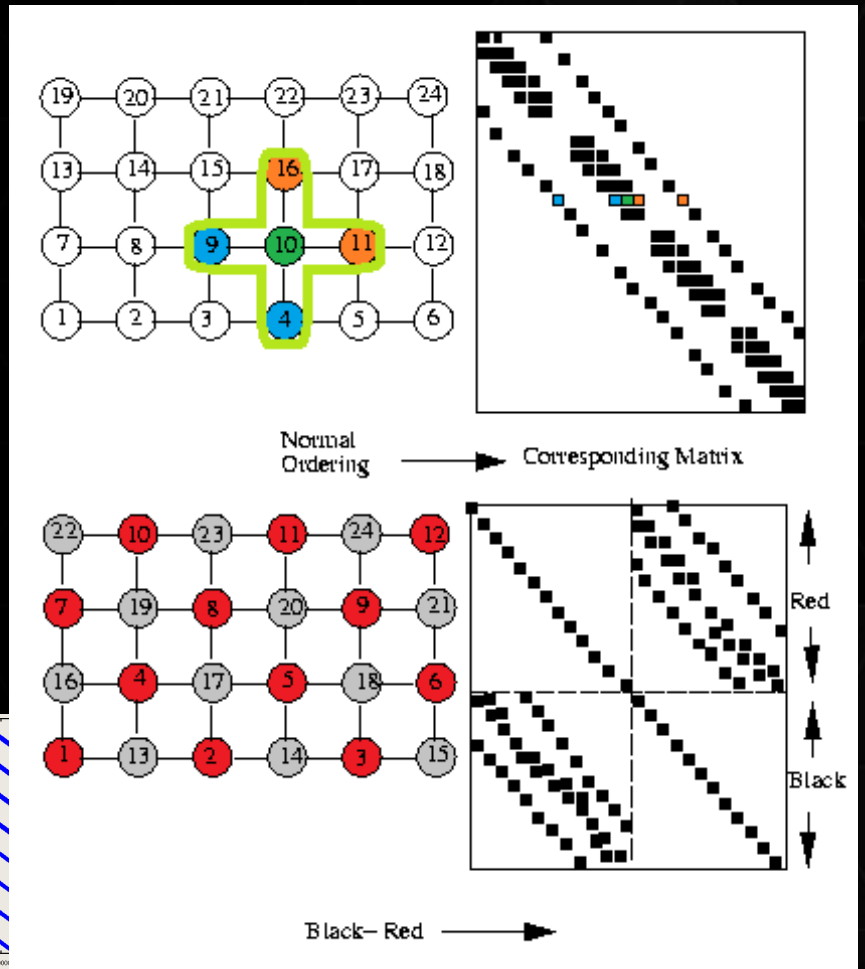 19 20 21 22 23 24
13 14 15 16 17 18
7 8 9 10 11 12
1 2 3 4 5 6
Normal
Ordering
Corresponding Matrix
22 10 23 11 24 12
7 19 8 20 9 21
16 4 17 5 18 6
1 13 2 14 3 15
Red
Black
Black-Red